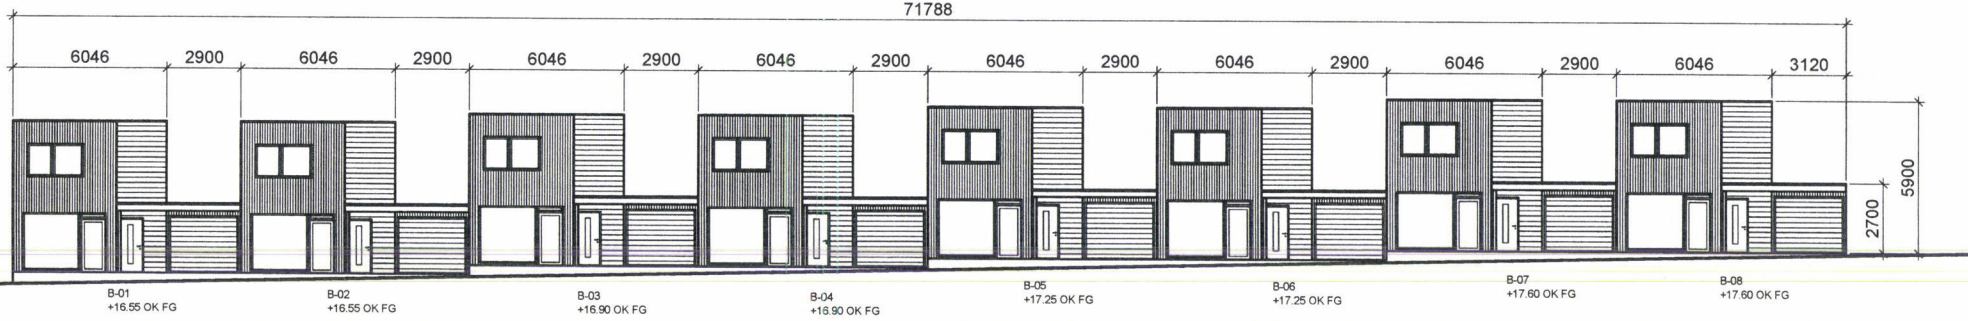 71788
6046 2900 6046 2900 6046 2900 6046 2900 6046 2900 6046 2900 6046 2900 6046 3120
5900
2700
B-01
+16.55 OK FG
B-02
+16.55 OK FG
B-03
+16.90 OK FG
B-04
+16.90 OK FG
B-05
+17.25 OK FG
B-06
+17.25 OK FG
B-07
+17.60 OK FG
B-08
+17.60 OK FG